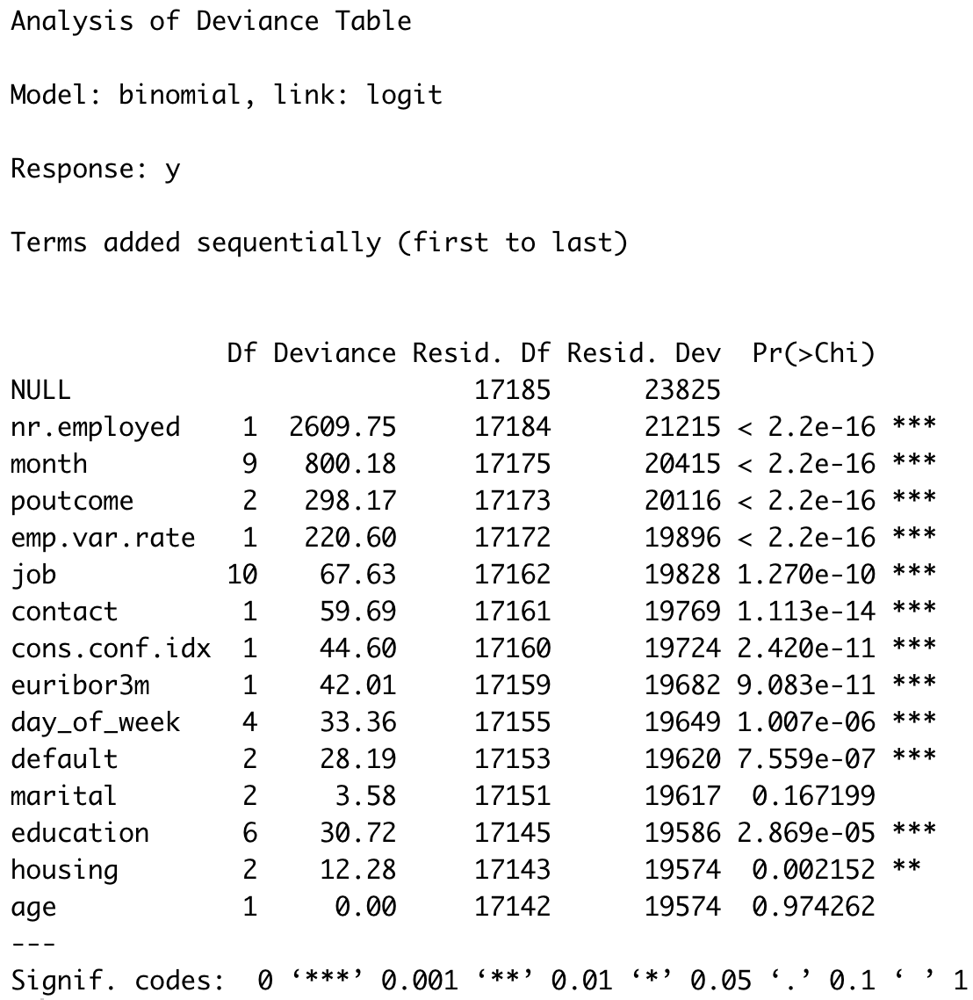 Analysis of Deviance Table
Model: binomial, link: logit
Response: y
Terms added sequentially (first to last)
Df Deviance Resid. Df Resid. Dev Pr(>Chi)
NULL 17185 23825
nr.employed 1 2609.75 17184 21215 < 2.2e-16 ***
month 9 800.18 17175 20415 < 2.2e-16 ***
poutcome 2 298.17 17173 20116 < 2.2e-16 ***
emp.var.rate 1 220.60 17172 19896 < 2.2e-16 ***
job 10 67.63 17162 19828 1.270e-10 ***
contact 1 59.69 17161 19769 1.113e-14 ***
cons.conf.idx 1 44.60 17160 19724 2.420e-11 ***
euribor3m 1 42.01 17159 19682 9.083e-11 ***
day_of_week 4 33.36 17155 19649 1.007e-06 ***
default 2 28.19 17153 19620 7.559e-07 ***
marital 2 3.58 17151 19617 0.167199
education 6 30.72 17145 19586 2.869e-05 ***
housing 2 12.28 17143 19574 0.002152 **
age 1 0.00 17142 19574 0.974262
---
Signif. codes: 0 ‘***’ 0.001 ‘**’ 0.01 ‘*’ 0.05 ‘.’ 0.1 ‘ ’ 1